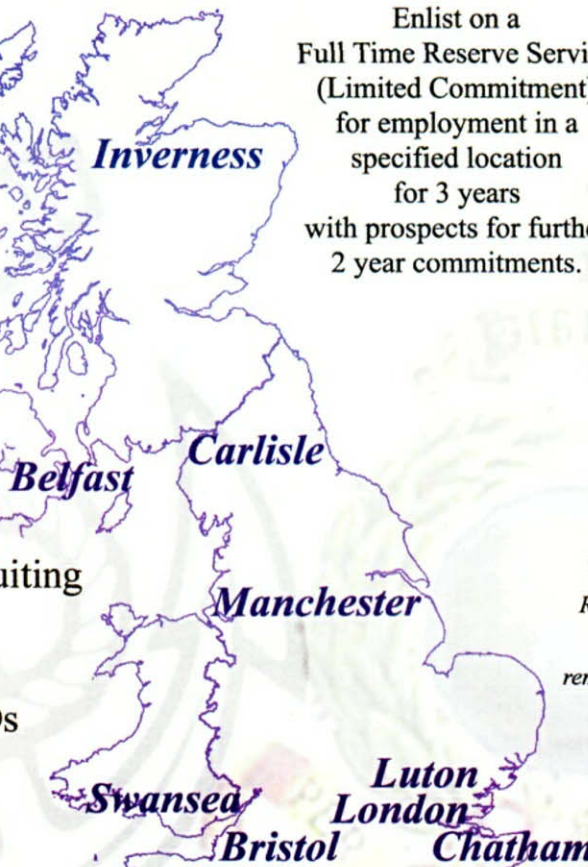 Enlist on a
Full Time Reserve Servi
(Limited Commitment)
for employment in a
specified location
for 3 years
with prospects for furthe
2 year commitments.
Inverness
Carlisle
Belfast
uiting
Manchester
R
ren
s
Luton
Swansea
London
Bristol
Chatham